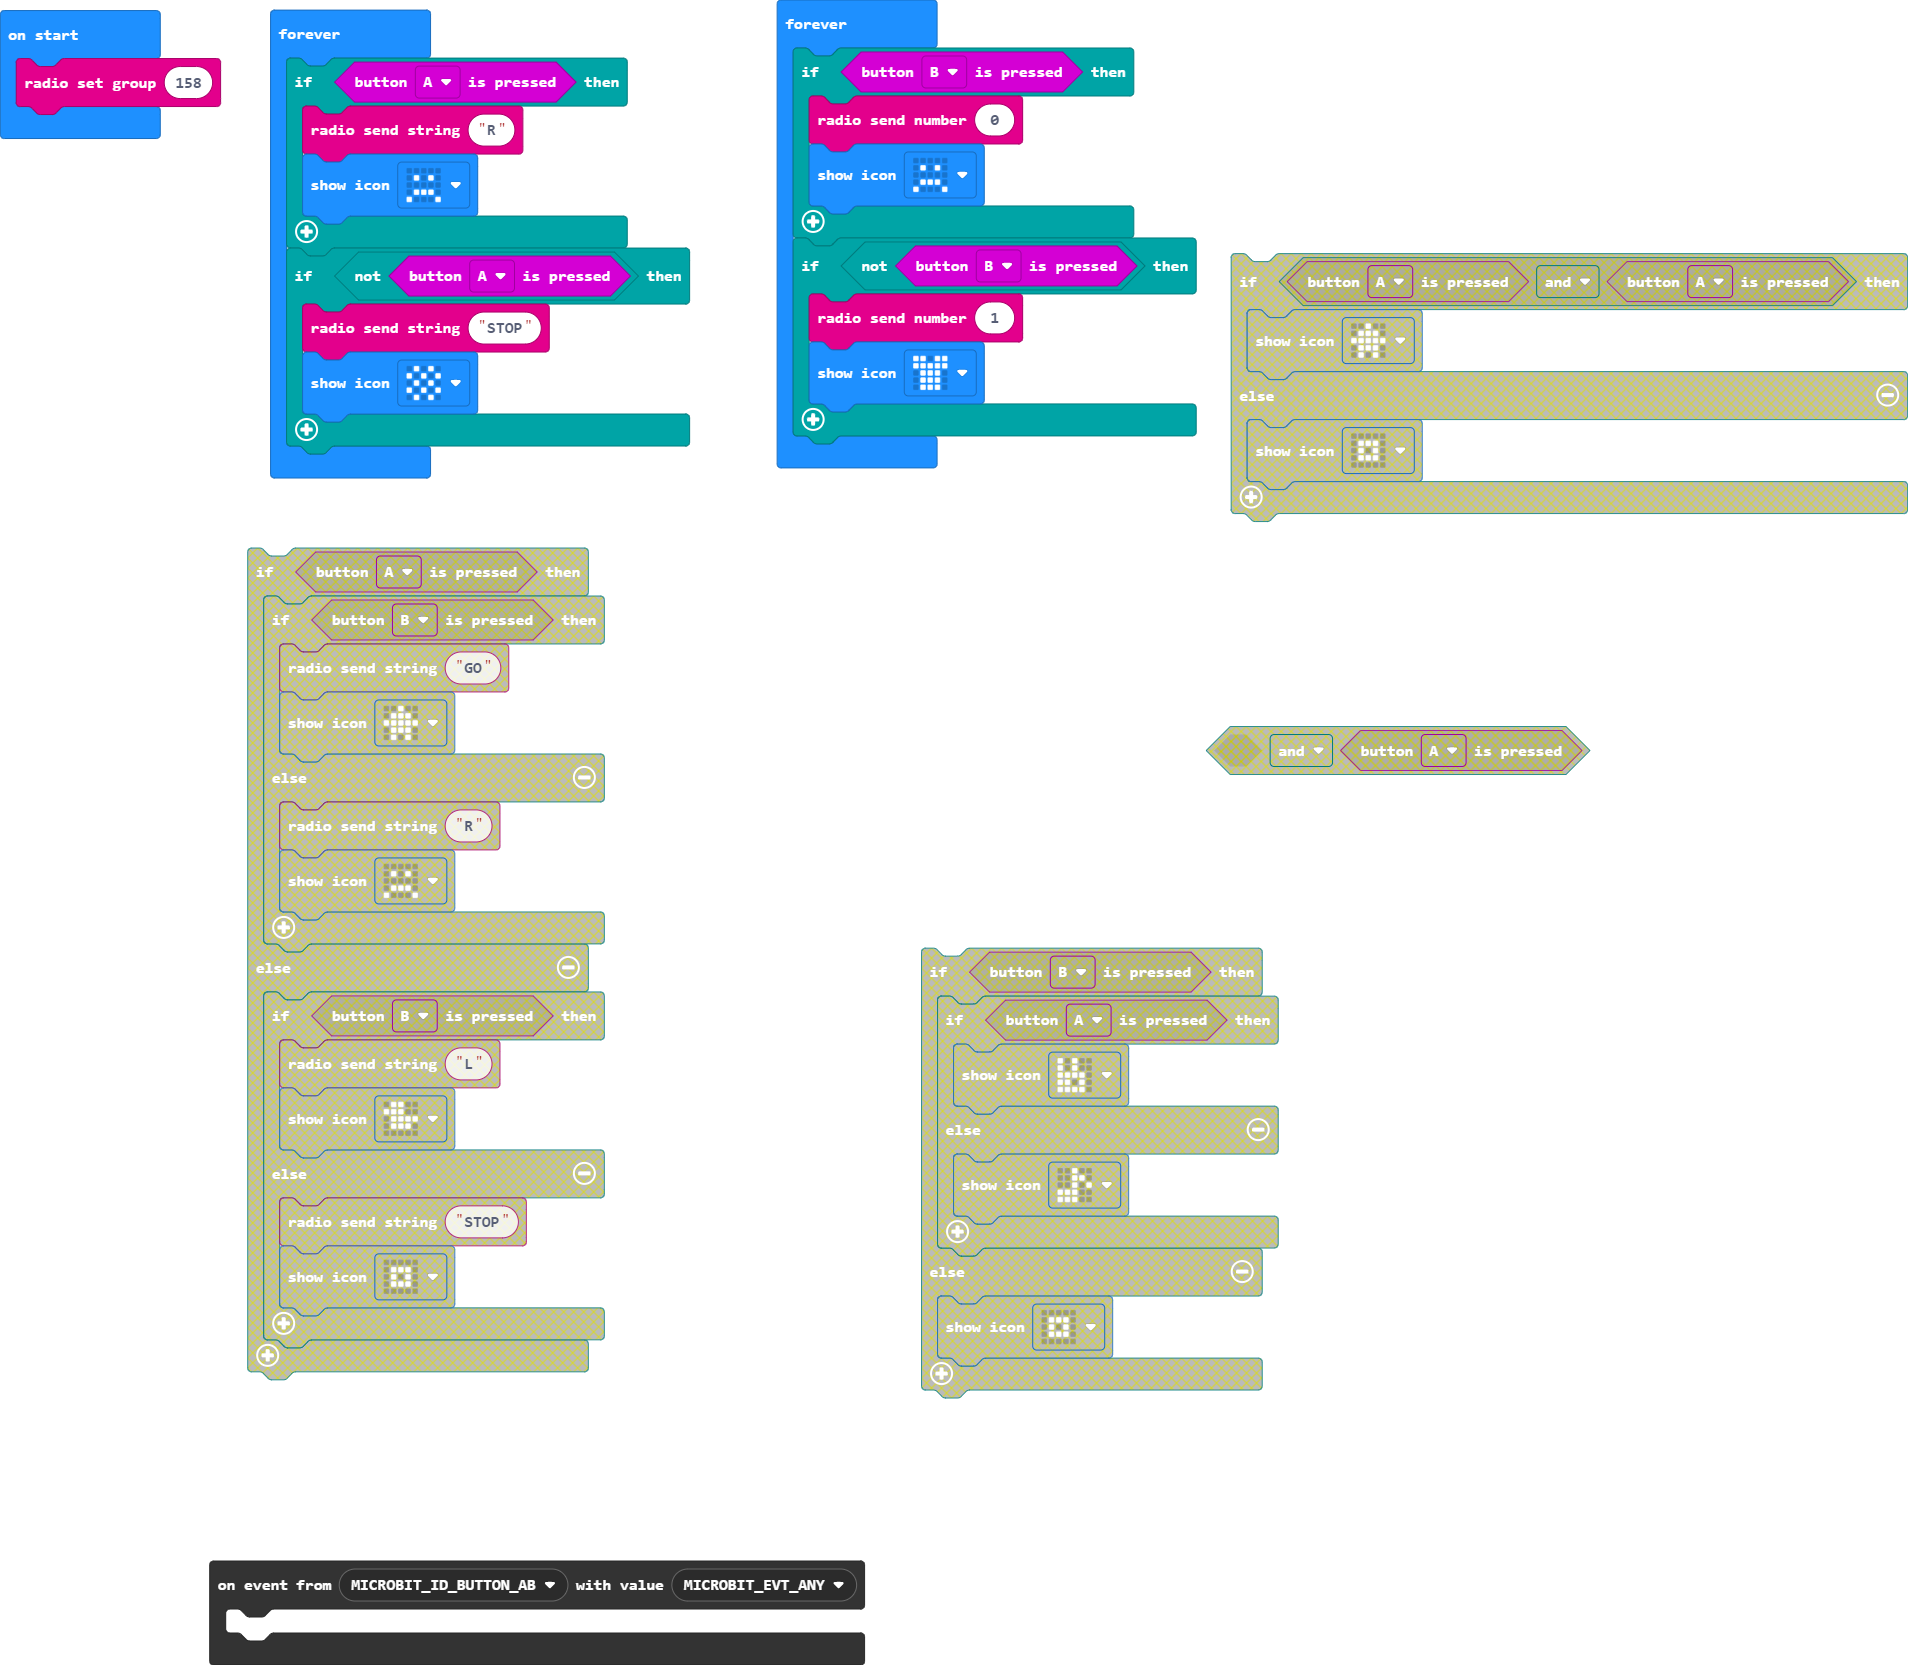 on start
radio set group 158
forever
if button A is pressed then
radio send string "R"
show icon
if not button A is pressed then
radio send string "STOP"
show icon
forever
if button B is pressed then
radio send number 0
show icon
if not button B is pressed then
radio send number 1
show icon
if button A is pressed and button A is pressed then
show icon
else
show icon
if button A is pressed then
if button B is pressed then
radio send string "GO"
show icon
else
radio send string "R"
show icon
else
if button B is pressed then
radio send string "L"
show icon
else
radio send string "STOP"
show icon
and button A is pressed
if button B is pressed then
if button A is pressed then
show icon
else
show icon
else
show icon
on event from MICROBIT_ID_BUTTON_AB with value MICROBIT_EVT_ANY